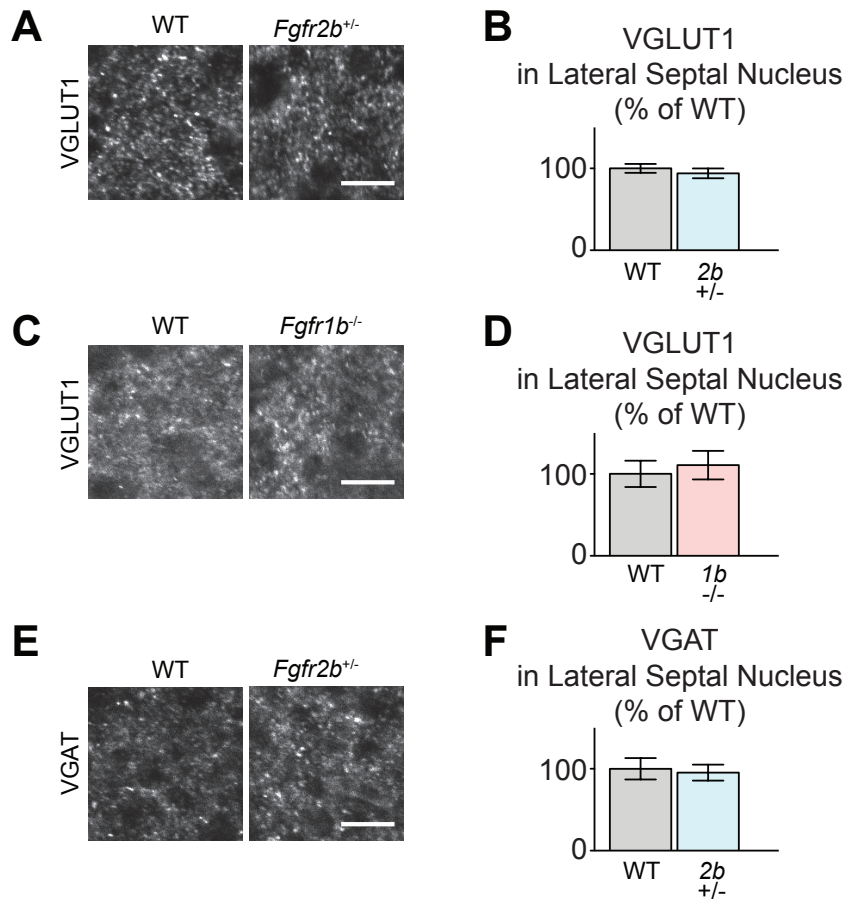 A
WT
Fgfr2b+/-
VGLUT1
B
VGLUT1
in Lateral Septal Nucleus
(% of WT)
100
0
WT
2b
+/-
C
WT
Fgfr1b-/-
VGLUT1
D
VGLUT1
in Lateral Septal Nucleus
(% of WT)
100
0
WT
1b
-/-
E
WT
Fgfr2b+/-
VGAT
F
VGAT
in Lateral Septal Nucleus
(% of WT)
100
0
WT
2b
+/-